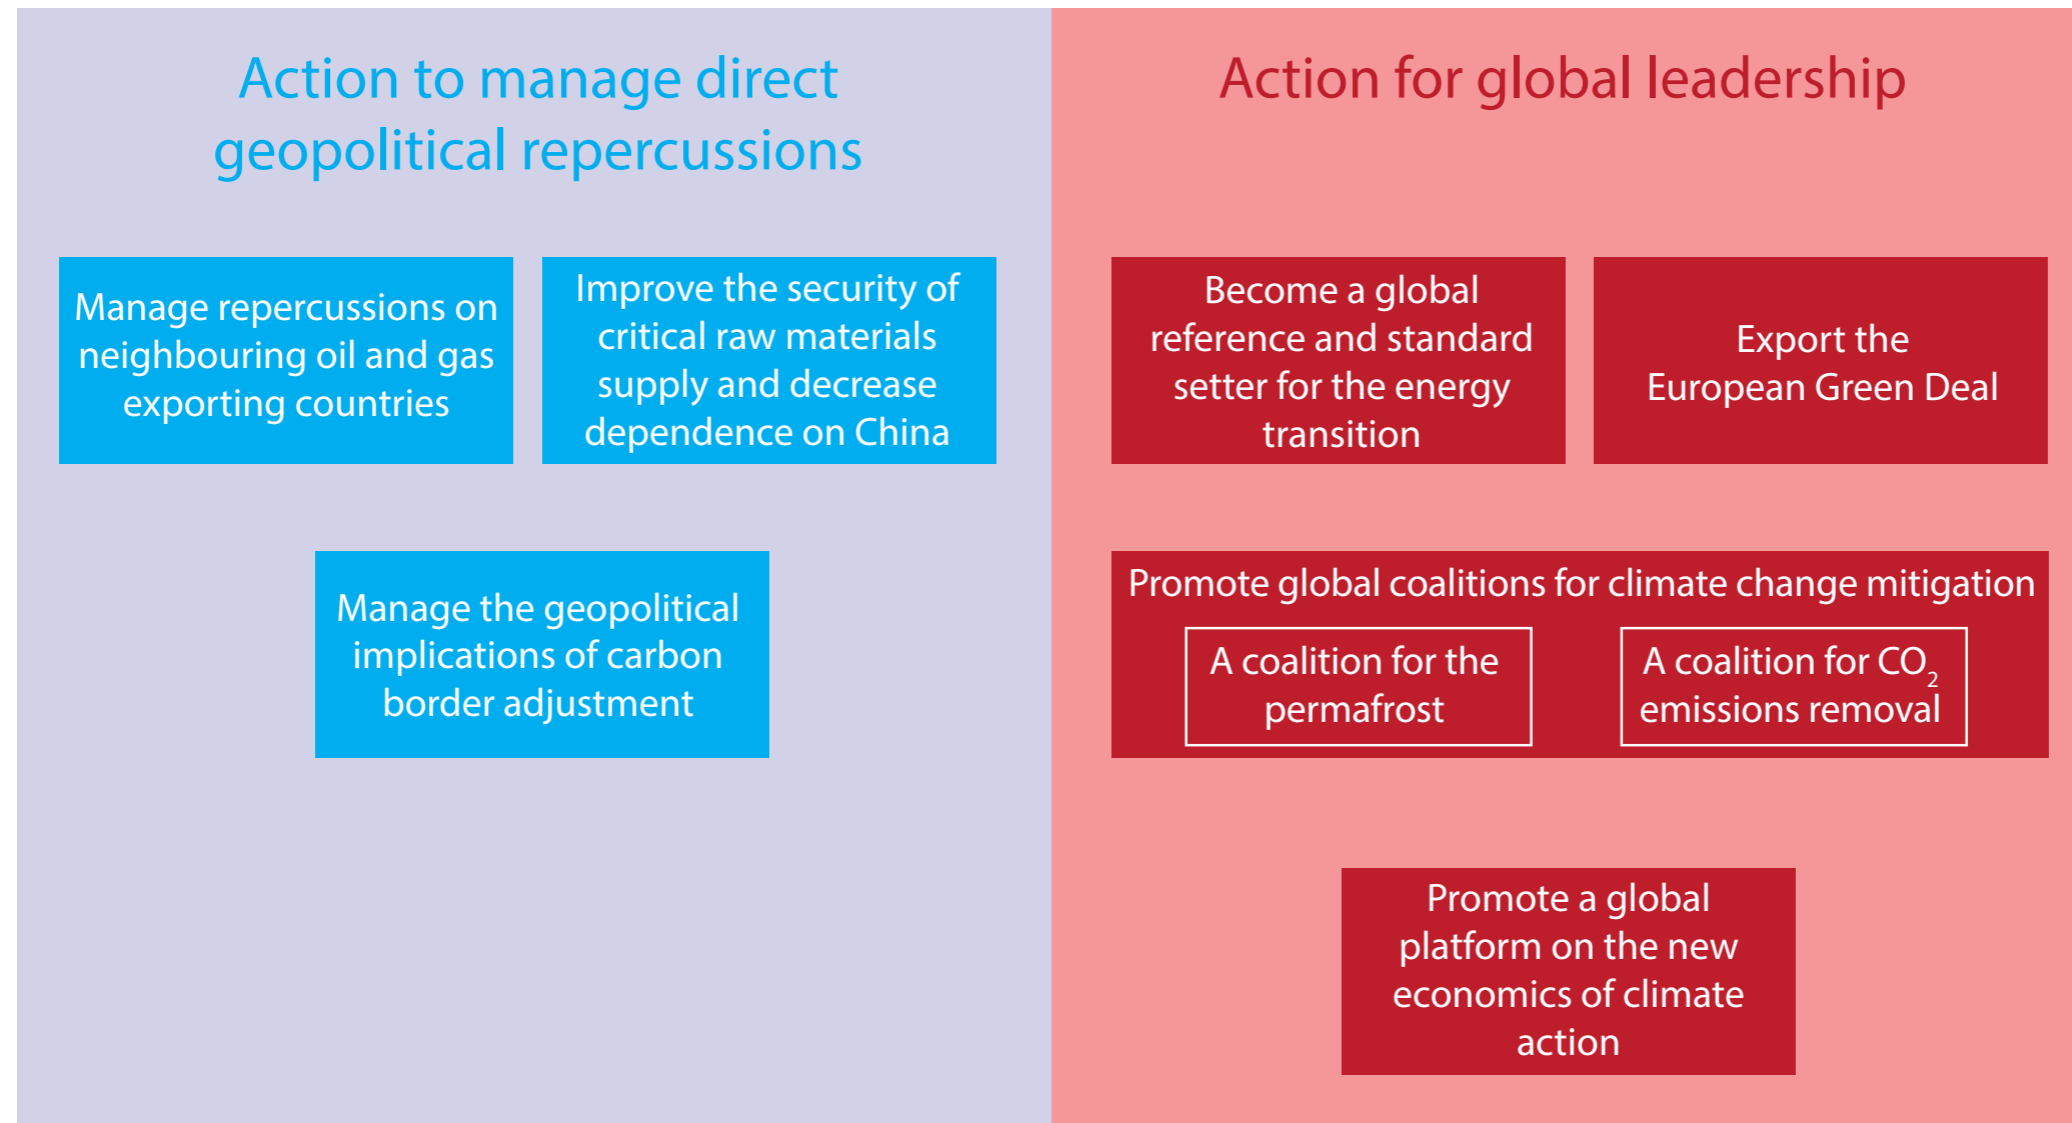 Action to manage direct
geopolitical repercussions
Manage repercussions on
neighbouring oil and gas
exporting countries
Improve the security of
critical raw materials
supply and decrease
dependence on China
Manage the geopolitical
implications of carbon
border adjustment
Action for global leadership
Become a global
reference and standard
setter for the energy
transition
Export the
European Green Deal
Promote global coalitions for climate change mitigation
A coalition for the
permafrost
A coalition for CO₂
emissions removal
Promote a global
platform on the new
economics of climate
action